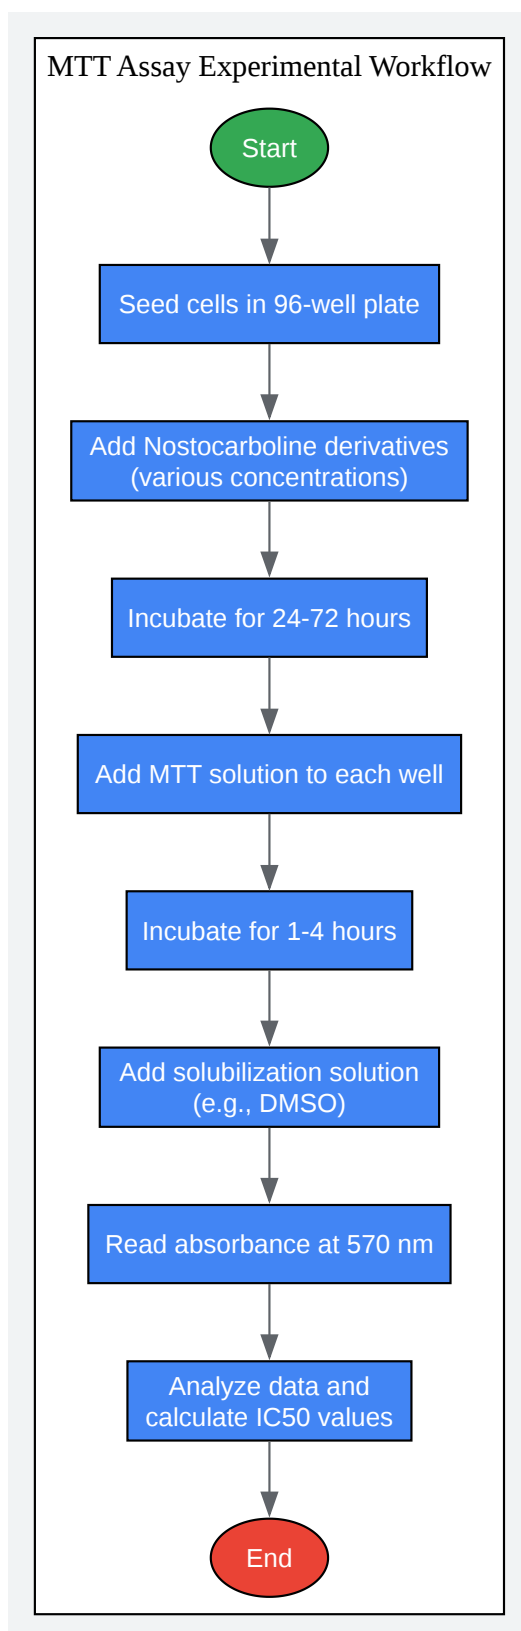 MTT Assay Experimental Workflow
Start
Seed cells in 96-well plate
Add Nostocarboline derivatives
(various concentrations)
Incubate for 24-72 hours
Add MTT solution to each well
Incubate for 1-4 hours
Add solubilization solution
(e.g., DMSO)
Read absorbance at 570 nm
Analyze data and
calculate IC50 values
End